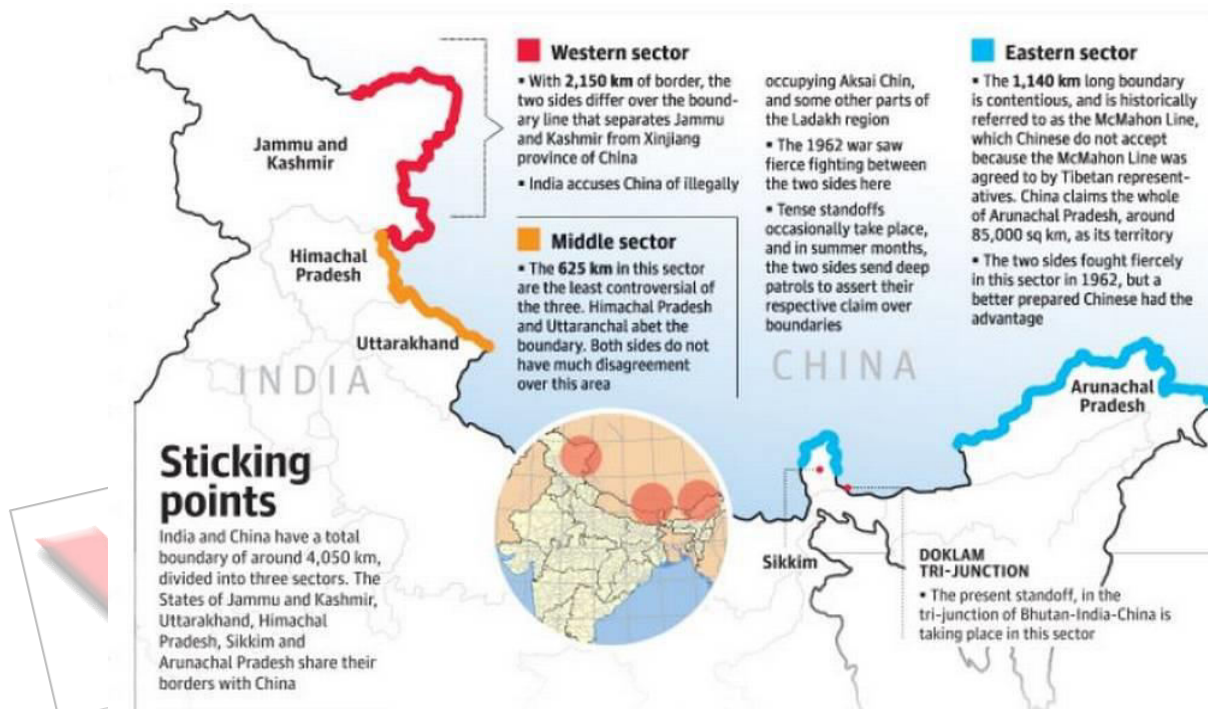 Western sector
▪ With 2,150 km of border, the
two sides differ over the bound-
ary line that separates Jammu
and Kashmir from Xinjiang
province of China
▪ India accuses China of illegally
occupying Aksai Chin,
and some other parts of
the Ladakh region
▪ The 1962 war saw
fierce fighting between
the two sides here
▪ Tense standoffs
occasionally take place,
and in summer months,
the two sides send deep
patrols to assert their
respective claim over
boundaries
Middle sector
▪ The 625 km in this sector
are the least controversial of
the three. Himachal Pradesh
and Uttaranchal abet the
boundary. Both sides do not
have much disagreement
over this area
Eastern sector
▪ The 1,140 km long boundary
is contentious, and is historically
referred to as the McMahon Line,
which Chinese do not accept
because the McMahon Line was
agreed to by Tibetan represent-
atives. China claims the whole
of Arunachal Pradesh, around
85,000 sq km, as its territory
▪ The two sides fought fiercely
in this sector in 1962, but a
better prepared Chinese had the
advantage
Jammu and
Kashmir
Himachal
Pradesh
Uttarakhand
INDIA
CHINA
Arunachal
Pradesh
Sikkim
Sticking
points
India and China have a total
boundary of around 4,050 km,
divided into three sectors. The
States of Jammu and Kashmir,
Uttarakhand, Himachal
Pradesh, Sikkim and
Arunachal Pradesh share their
borders with China
DOKLAM
TRI-JUNCTION
▪ The present standoff, in the
tri-junction of Bhutan-India-China is
taking place in this sector